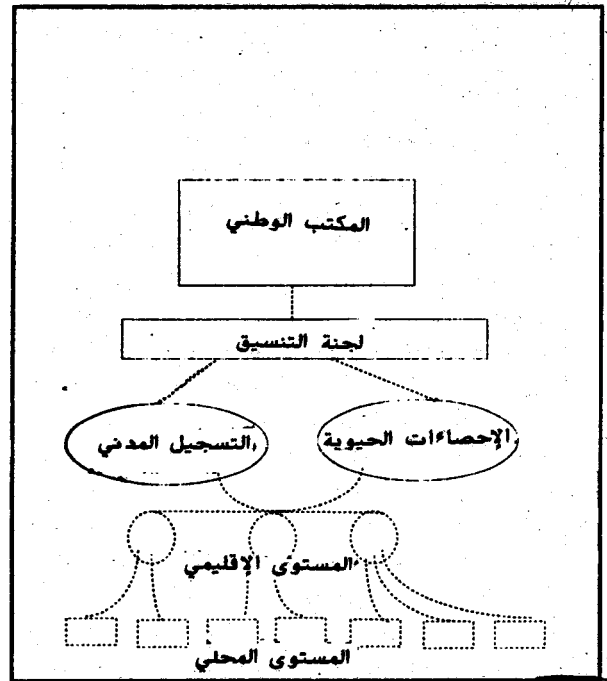 المكتب الوطني
لجنة التنسيق
الإحصاءات الحيوية
التسجيل المدني
المستوى الإقليمي
المستوى المحلي